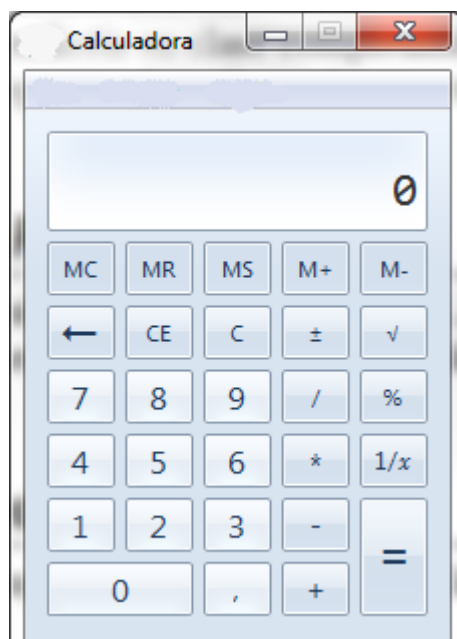 Calculadora
0
MC MR MS M+ M-
← CE C ± √
7 8 9 / %
4 5 6 * 1/x
1 2 3 - =
0 , +